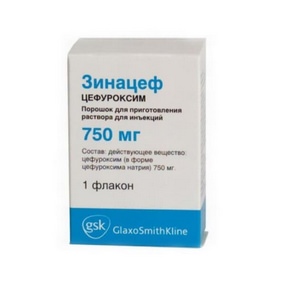 Зинацеф
ЦЕФУРОКСИМ
Порошок для приготовления
раствора для инъекций
750 мг
Состав: действующее вещество:
цефуроксим (в форме
цефуроксима натрия) 750 мг
1 флакон
gsk GlaxoSmithKline